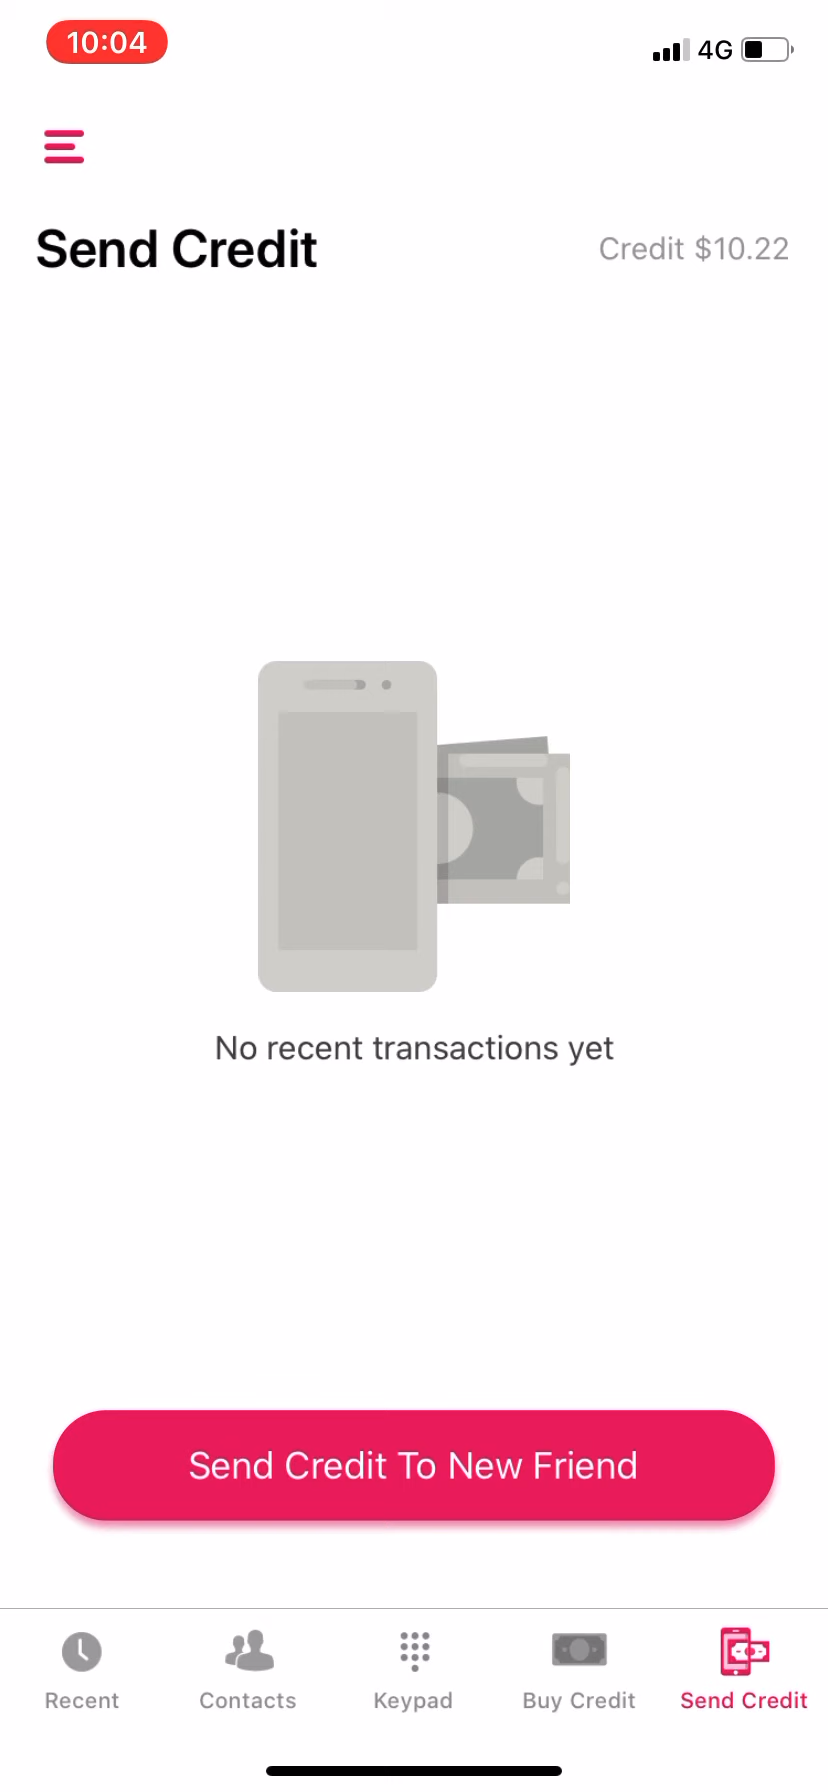 10:04
4G
Send Credit
Credit $10.22
No recent transactions yet
Send Credit To New Friend
Recent
Contacts
Keypad
Buy Credit
Send Credit